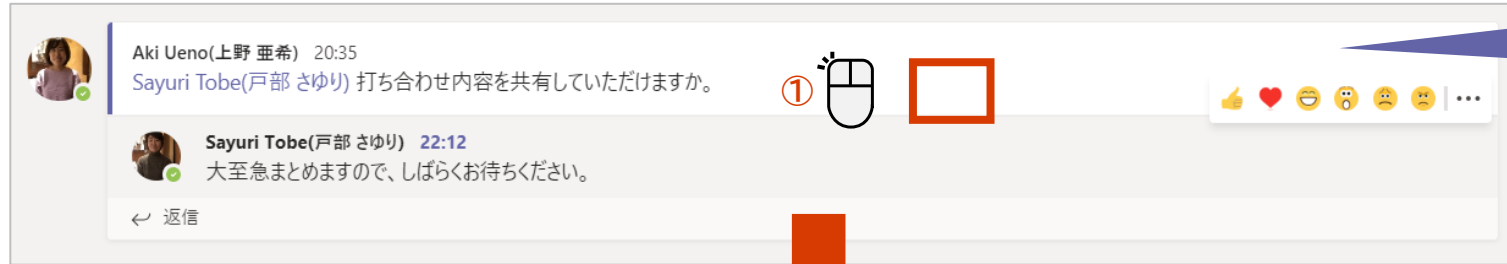 Aki Ueno(上野 亜希) 20:35
Sayuri Tobe(戸部 さゆり) 打ち合わせ内容を共有していただけますか。
①
Sayuri Tobe(戸部 さゆり) 22:12
大至急まとめますので、しばらくお待ちください。
返信